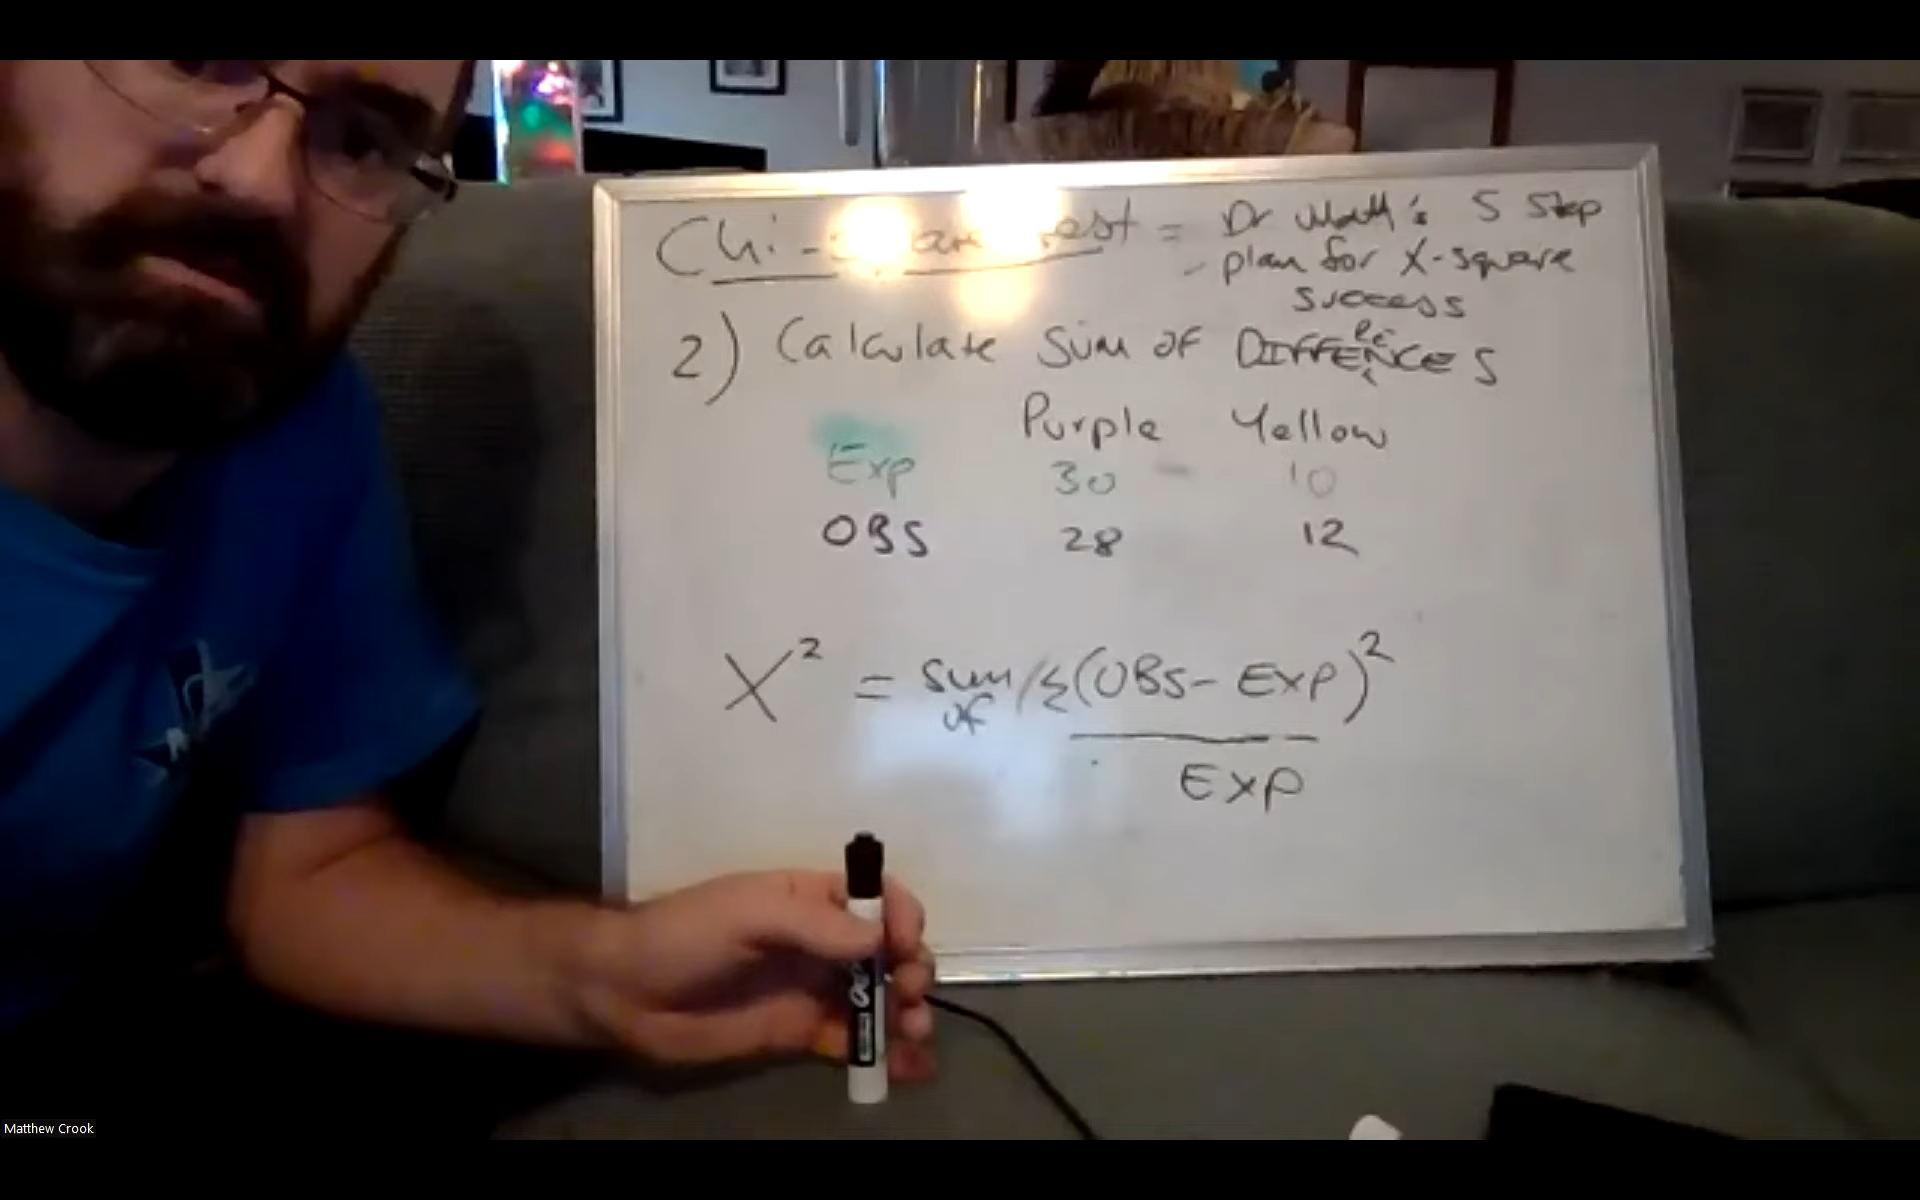 Chi - Square Test = Dr Matt's 5 Step
- plan for X-square
success
2) Calculate Sum of DIFFERENCES
Purple Yellow
Exp 30 - 10
OBS 28 12
X² = Sum of / Σ(OBS - Exp)²
Exp
Matthew Crook